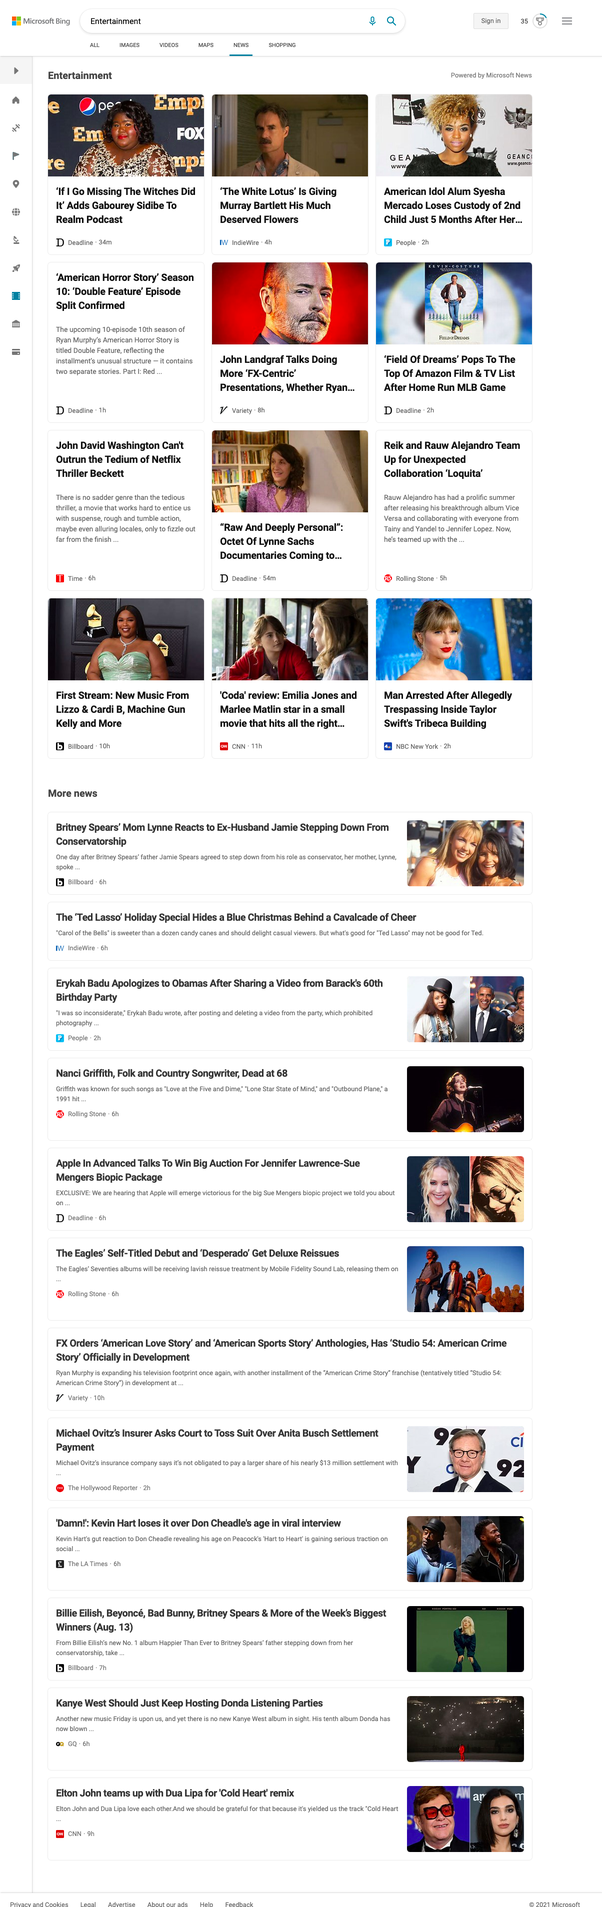 Microsoft Bing
Entertainment
Sign in
35
ALL
IMAGES
VIDEOS
MAPS
NEWS
SHOPPING
Entertainment
Powered by Microsoft News
'If I Go Missing The Witches Did
It' Adds Gabourey Sidibe To
Realm Podcast
Deadline · 34m
'The White Lotus' Is Giving
Murray Bartlett His Much
Deserved Flowers
IndieWire · 4h
American Idol Alum Syesha
Mercado Loses Custody of 2nd
Child Just 5 Months After Her...
People · 2h
'American Horror Story' Season
10: 'Double Feature' Episode
Split Confirmed
The upcoming 10-episode 10th season of
Ryan Murphy's American Horror Story is
titled Double Feature, reflecting the
installment's unusual structure — it contains
two separate stories. Part I: Red ...
Deadline · 1h
John Landgraf Talks Doing
More 'FX-Centric'
Presentations, Whether Ryan...
Variety · 8h
KEVIN COSTNER
FIELD OF DREAMS
'Field Of Dreams' Pops To The
Top Of Amazon Film & TV List
After Home Run MLB Game
Deadline · 2h
John David Washington Can't
Outrun the Tedium of Netflix
Thriller Beckett
There is no sadder genre than the tedious
thriller, a movie that works hard to entice us
with suspense, rough and tumble action,
maybe even alluring locales, only to fizzle out
far from the finish ...
Time · 6h
"Raw And Deeply Personal":
Octet Of Lynne Sachs
Documentaries Coming to...
Deadline · 54m
Reik and Rauw Alejandro Team
Up for Unexpected
Collaboration 'Loquita'
Rauw Alejandro has had a prolific summer
after releasing his breakthrough album Vice
Versa and collaborating with everyone from
Tainy and Yandel to Jennifer Lopez. Now,
he's teamed up with the ...
Rolling Stone · 5h
First Stream: New Music From
Lizzo & Cardi B, Machine Gun
Kelly and More
Billboard · 10h
'Coda' review: Emilia Jones and
Marlee Matlin star in a small
movie that hits all the right...
CNN · 11h
Man Arrested After Allegedly
Trespassing Inside Taylor
Swift's Tribeca Building
NBC New York · 2h
More news
Britney Spears' Mom Lynne Reacts to Ex-Husband Jamie Stepping Down From
Conservatorship
One day after Britney Spears' father Jamie Spears agreed to step down from his role as conservator, her mother, Lynne,
spoke ...
Billboard · 6h
The 'Ted Lasso' Holiday Special Hides a Blue Christmas Behind a Cavalcade of Cheer
"Carol of the Bells" is sweeter than a dozen candy canes and should delight casual viewers. But what's good for "Ted Lasso" may not be good for Ted.
IndieWire · 6h
Erykah Badu Apologizes to Obamas After Sharing a Video from Barack's 60th
Birthday Party
"I was so inconsiderate," Erykah Badu wrote, after posting and deleting a video from the party, which prohibited
photography ...
People · 2h
Nanci Griffith, Folk and Country Songwriter, Dead at 68
Griffith was known for such songs as "Love at the Five and Dime," "Lone Star State of Mind," and "Outbound Plane," a
1991 hit ...
Rolling Stone · 6h
Apple In Advanced Talks To Win Big Auction For Jennifer Lawrence-Sue
Mengers Biopic Package
EXCLUSIVE: We are hearing that Apple will emerge victorious for the big Sue Mengers biopic project we told you about
on ...
Deadline · 6h
The Eagles' Self-Titled Debut and 'Desperado' Get Deluxe Reissues
The Eagles' Seventies albums will be receiving lavish reissue treatment by Mobile Fidelity Sound Lab, releasing them on
...
Rolling Stone · 6h
FX Orders 'American Love Story' and 'American Sports Story' Anthologies, Has 'Studio 54: American Crime
Story' Officially in Development
Ryan Murphy is expanding his television footprint once again, with another installment of the "American Crime Story" franchise (tentatively titled "Studio 54:
American Crime Story") in development at ...
Variety · 10h
Michael Ovitz's Insurer Asks Court to Toss Suit Over Anita Busch Settlement
Payment
Michael Ovitz's insurance company says it's not obligated to pay a larger share of his nearly $13 million settlement with
...
The Hollywood Reporter · 2h
'Damn!': Kevin Hart loses it over Don Cheadle's age in viral interview
Kevin Hart's gut reaction to Don Cheadle revealing his age on Peacock's 'Hart to Heart' is gaining serious traction on
social ...
The LA Times · 6h
Billie Eilish, Beyoncé, Bad Bunny, Britney Spears & More of the Week's Biggest
Winners (Aug. 13)
From Billie Eilish's new No. 1 album Happier Than Ever to Britney Spears' father stepping down from her
conservatorship, take ...
Billboard · 7h
Kanye West Should Just Keep Hosting Donda Listening Parties
Another new music Friday is upon us, and yet there is no new Kanye West album in sight. His tenth album Donda has
now blown ...
GQ · 6h
Elton John teams up with Dua Lipa for 'Cold Heart' remix
Elton John and Dua Lipa love each other.And we should be grateful for that because it's yielded us the track "Cold Heart
...
CNN · 9h
Privacy and Cookies
Legal
Advertise
About our ads
Help
Feedback
© 2021 Microsoft